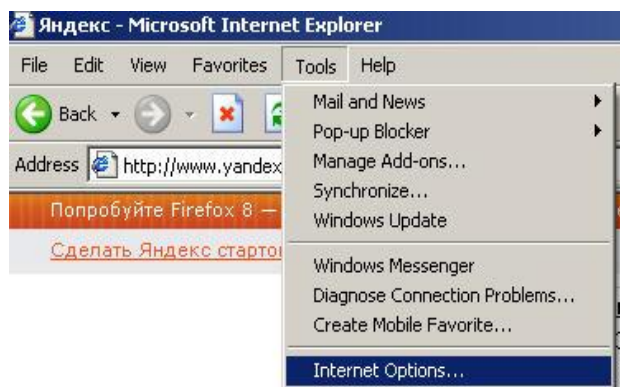 Яндекс - Microsoft Internet Explorer
File Edit View Favorites Tools Help
Back
Address http://www.yandex
Попробуйте Firefox 8 —
Сделать Яндекс
Mail and News
Pop-up Blocker
Manage Add-ons...
Synchronize...
Windows Update
Windows Messenger
Diagnose Connection Problems...
Create Mobile Favorite...
Internet Options...